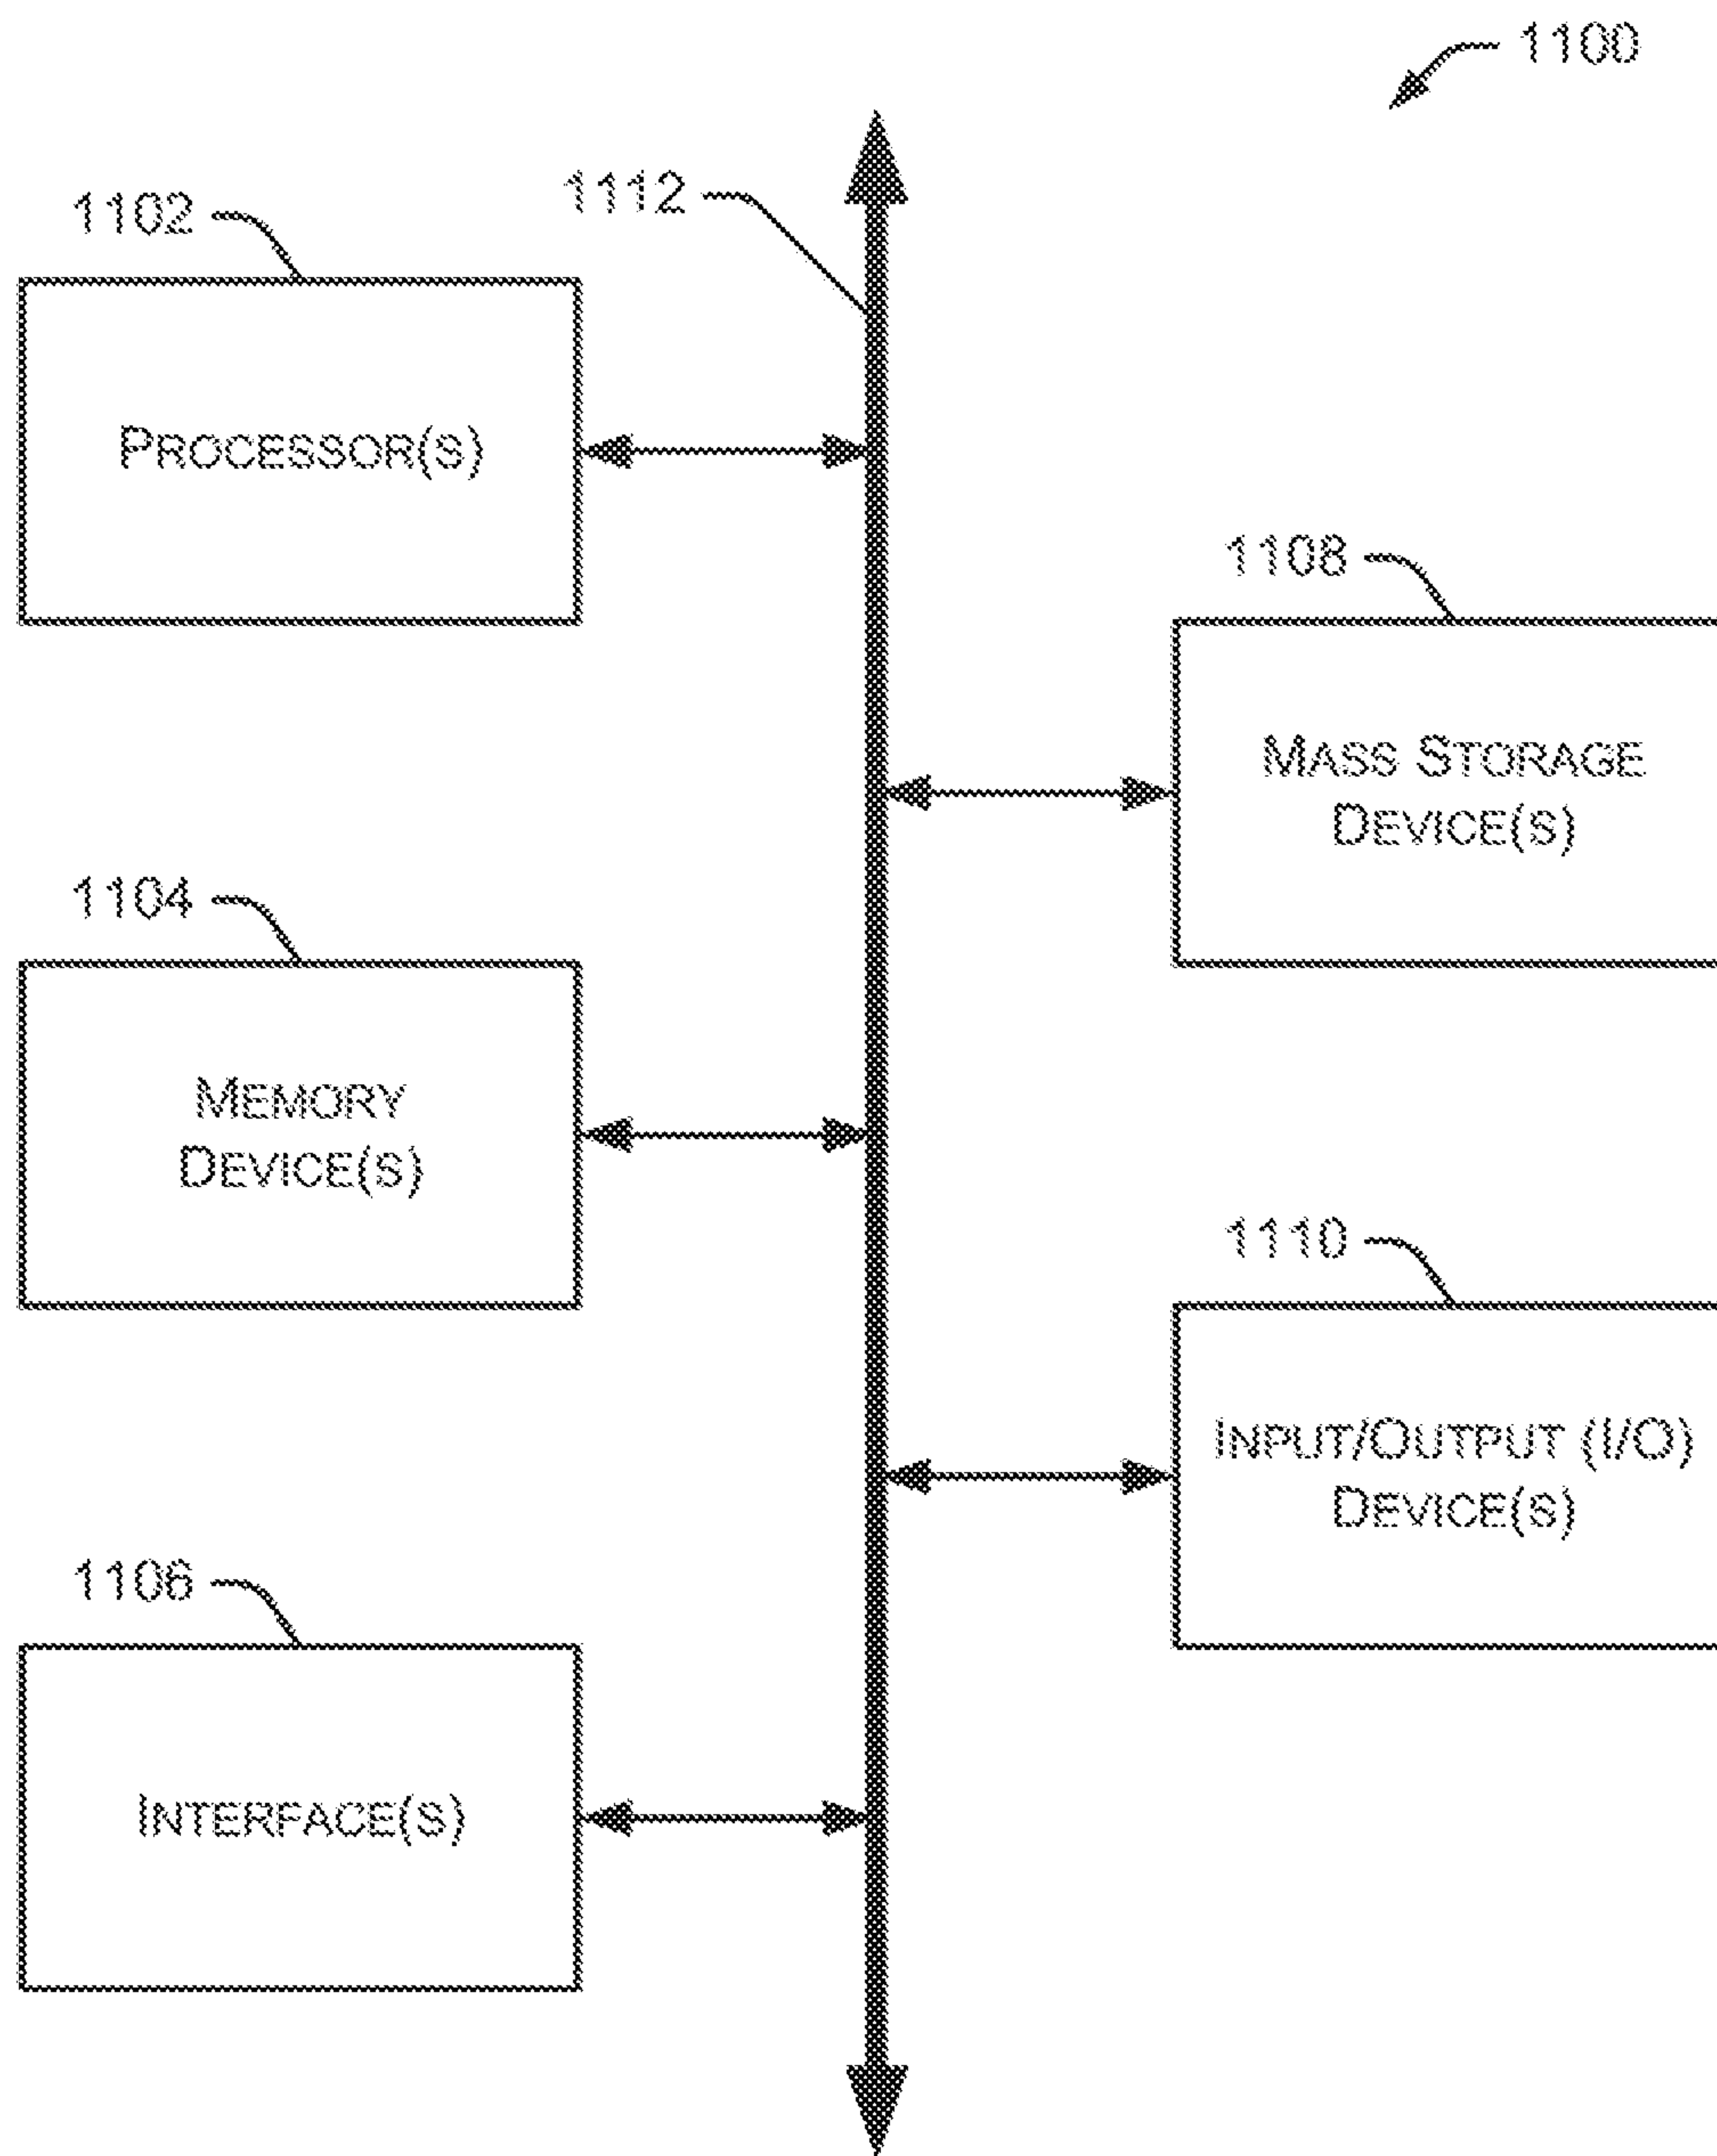 1100
1102
1112
PROCESSOR(S)
1108
MASS STORAGE
DEVICE(S)
1104
MEMORY
DEVICE(S)
1110
INPUT/OUTPUT (I/O)
DEVICE(S)
1106
INTERFACE(S)